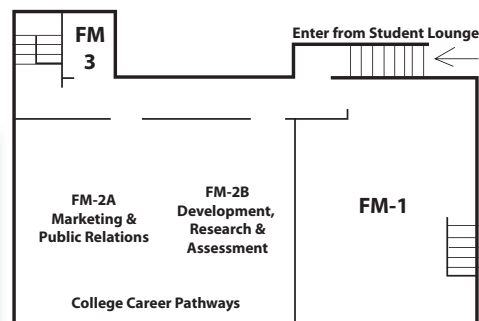 FM
3
Enter from Student Lounge
FM-2A
Marketing &
Public Relations
FM-2B
Development,
Research &
Assessment
FM-1
College Career Pathways